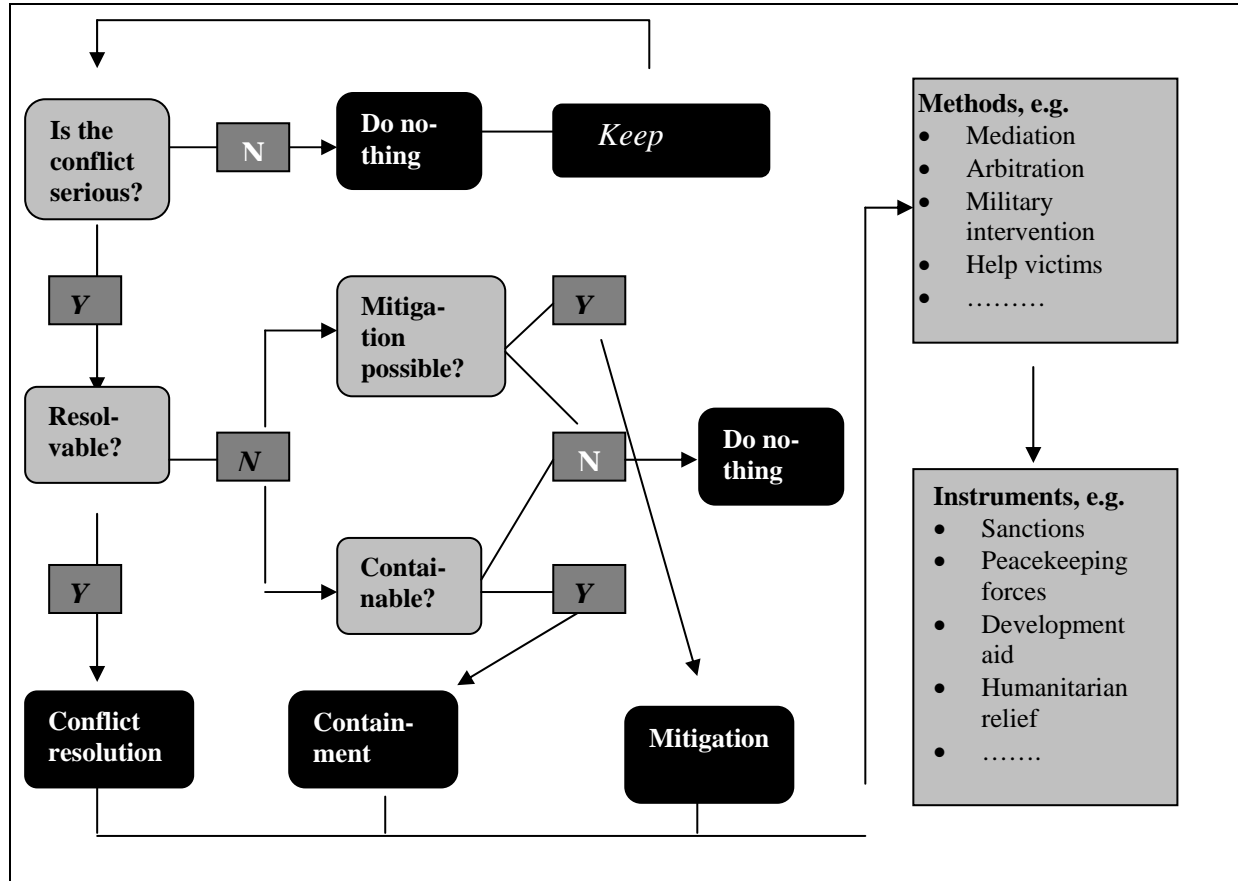 Is the
conflict
serious?
N
Do no-
thing
Keep
Methods, e.g.
• Mediation
• Arbitration
• Military
intervention
• Help victims
• ………
Y
Mitiga-
tion
possible?
Y
Resol-
vable?
N
N
Do no-
thing
Instruments, e.g.
• Sanctions
• Peacekeeping
forces
• Development
aid
• Humanitarian
relief
• …….
Y
Contai-
nable?
Y
Conflict
resolution
Contain-
ment
Mitigation